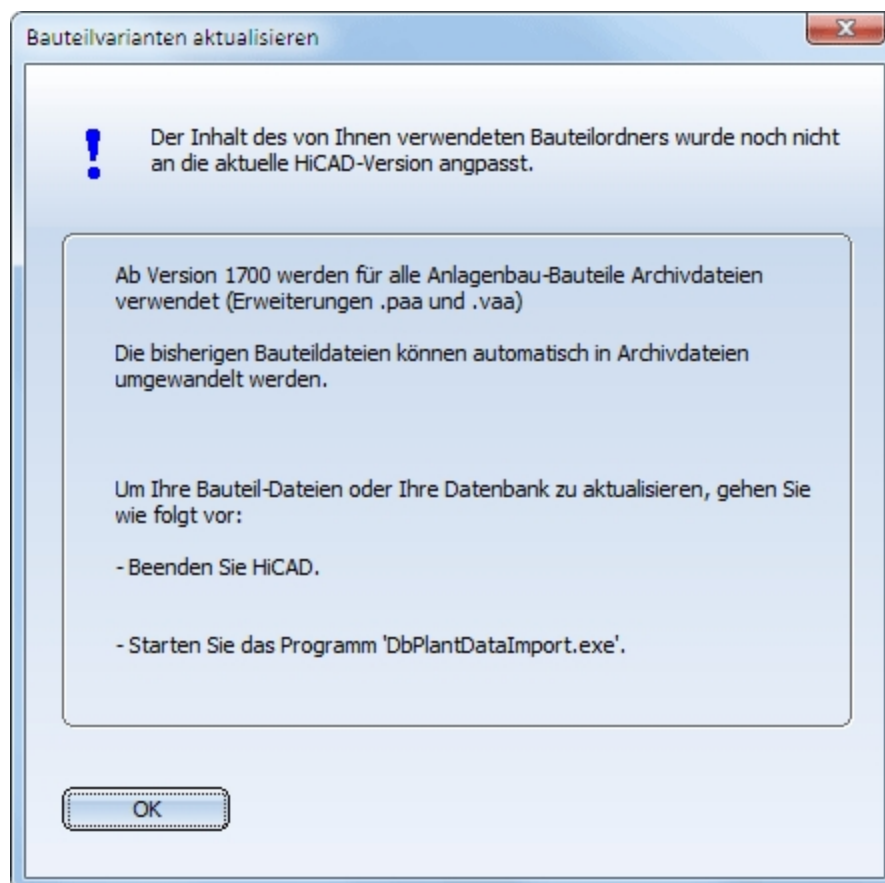 Bauteilvarianten aktualisieren
Der Inhalt des von Ihnen verwendeten Bauteilordners wurde noch nicht
an die aktuelle HiCAD-Version angpasst.
Ab Version 1700 werden für alle Anlagenbau-Bauteile Archivdateien
verwendet (Erweiterungen .paa und .vaa)
Die bisherigen Bauteildateien können automatisch in Archivdateien
umgewandelt werden.
Um Ihre Bauteil-Dateien oder Ihre Datenbank zu aktualisieren, gehen Sie
wie folgt vor:
- Beenden Sie HiCAD.
- Starten Sie das Programm 'DbPlantDataImport.exe'.
OK